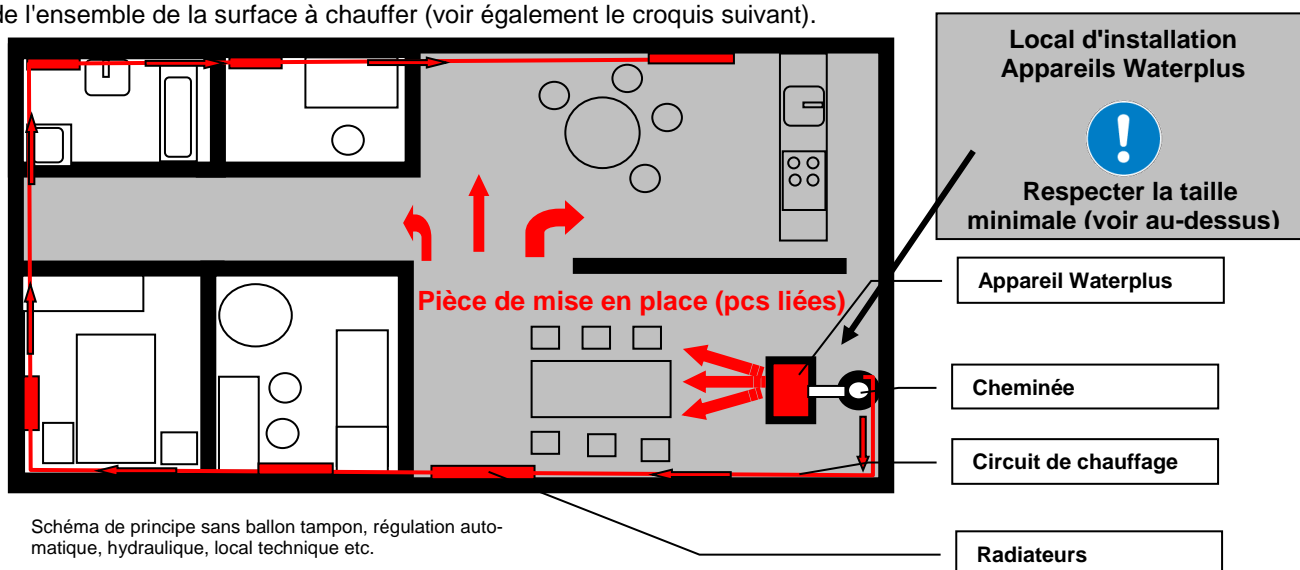 de l'ensemble de la surface à chauffer (voir également le croquis suivant).
Local d'installation
Appareils Waterplus
Respecter la taille
minimale (voir au-dessus)
Pièce de mise en place (pcs liées)
Appareil Waterplus
Cheminée
Circuit de chauffage
Radiateurs
Schéma de principe sans ballon tampon, régulation auto-
matique, hydraulique, local technique etc.